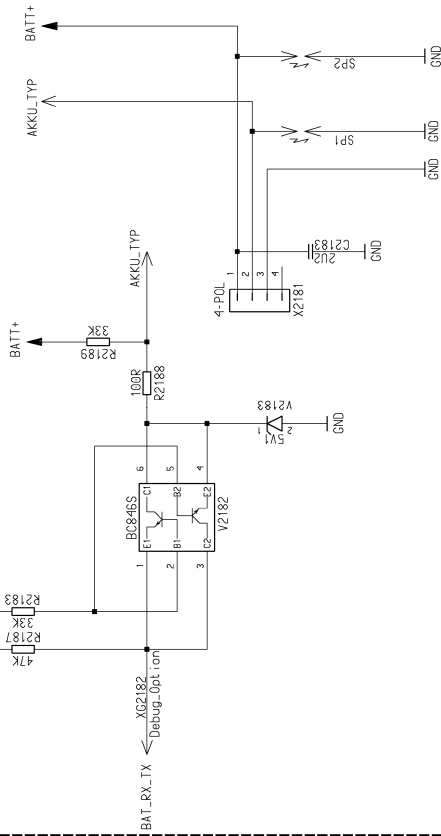 BATT+
AKKU_TYP
SP2
GND
SP1
GND
GND
2U2
C2183
GND
4-POL
1
2
3
4
X2181
AKKU_TYP
BATT+
33K
R2189
100R
R2188
V2183
5V1
1
2
GND
BC846S
6
5
4
C1
B2
E2
E1
B1
C2
V2182
1
2
3
R2183
33K
R2187
47K
XG2182
Debug_Option
BAT_RX_TX